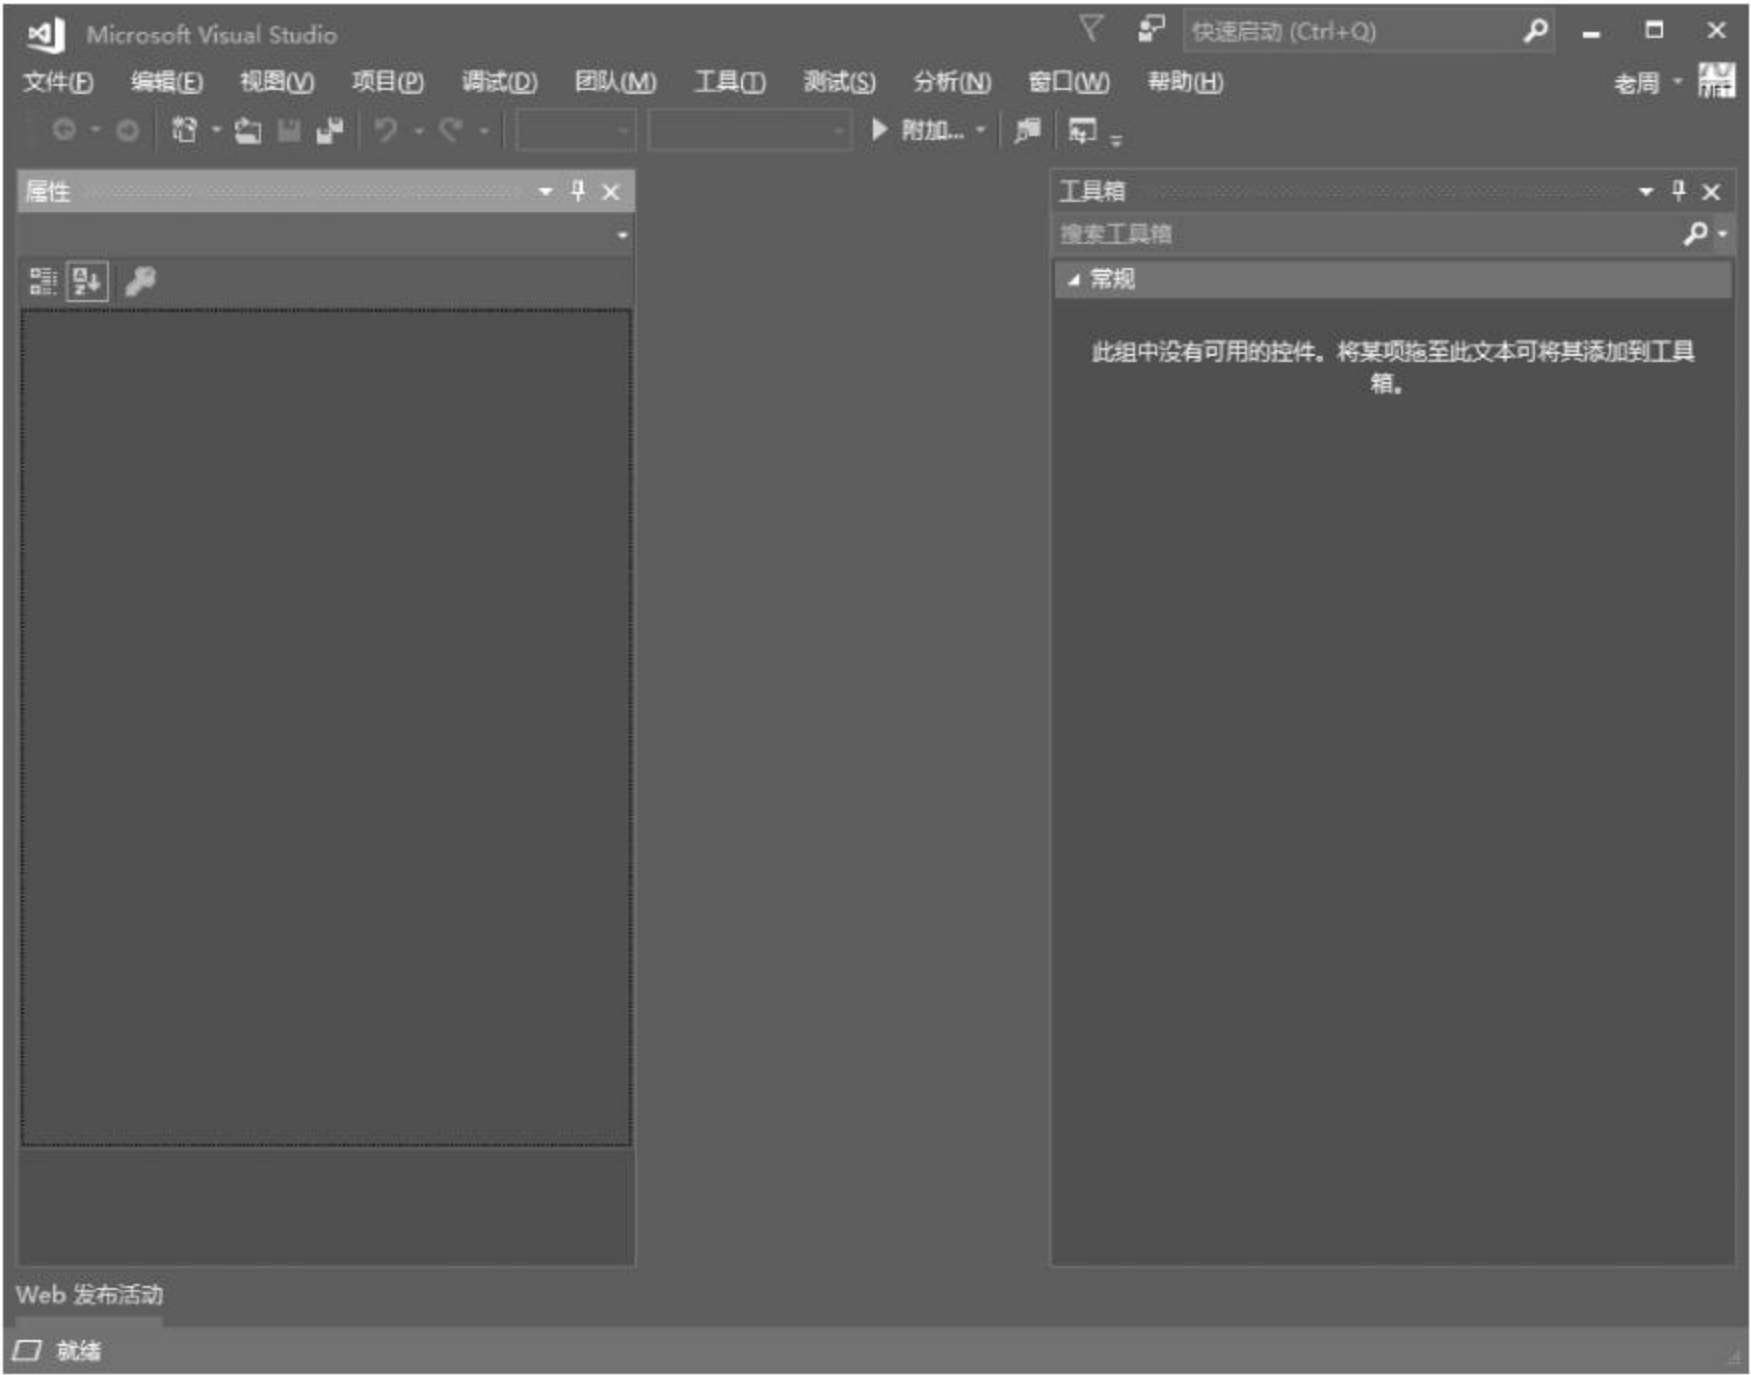 Microsoft Visual Studio
快速启动 (Ctrl+Q)
文件(F) 编辑(E) 视图(V) 项目(P) 调试(D) 团队(M) 工具(T) 测试(S) 分析(N) 窗口(W) 帮助(H) 老周
附加...
属性
工具箱
搜索工具箱
常规
此组中没有可用的控件。将某项拖至此文本可将其添加到工具
箱。
Web 发布活动
就绪